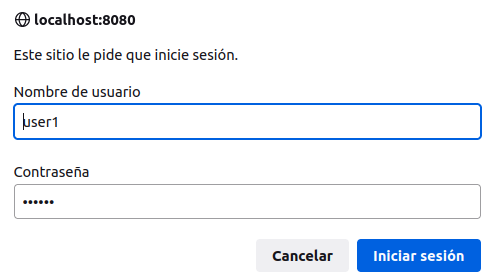 localhost:8080
Este sitio le pide que inicie sesión.
Nombre de usuario
user1
Contraseña
••••••
Cancelar Iniciar sesión